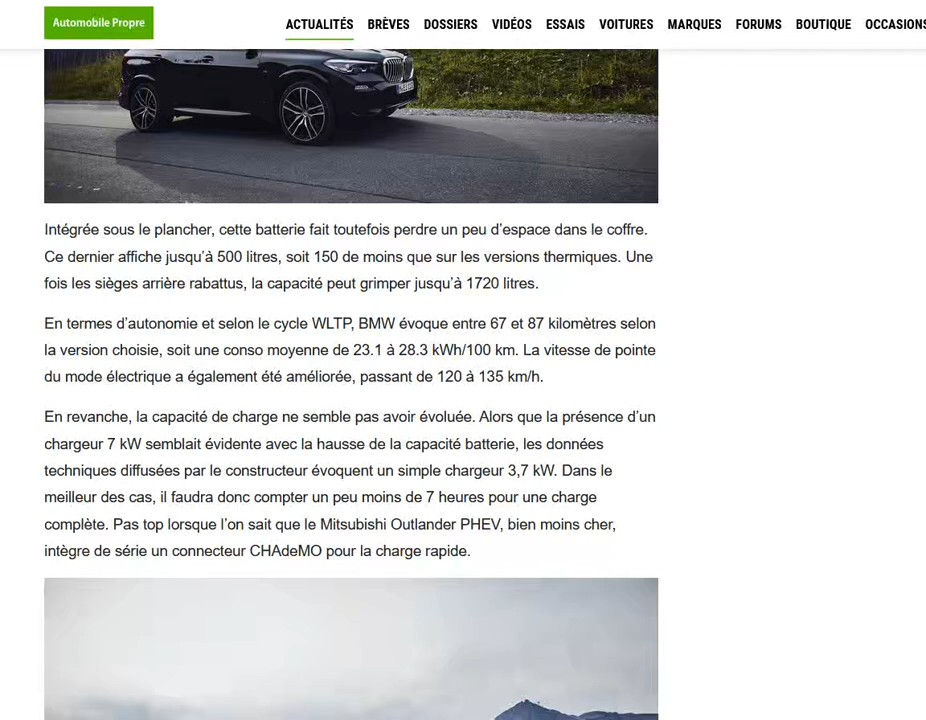 Automobile Propre
ACTUALITÉS BRÈVES DOSSIERS VIDÉOS ESSAIS VOITURES MARQUES FORUMS BOUTIQUE OCCASIONS
Intégrée sous le plancher, cette batterie fait toutefois perdre un peu d’espace dans le coffre.
Ce dernier affiche jusqu’à 500 litres, soit 150 de moins que sur les versions thermiques. Une
fois les sièges arrière rabattus, la capacité peut grimper jusqu’à 1720 litres.
En termes d’autonomie et selon le cycle WLTP, BMW évoque entre 67 et 87 kilomètres selon
la version choisie, soit une conso moyenne de 23.1 à 28.3 kWh/100 km. La vitesse de pointe
du mode électrique a également été améliorée, passant de 120 à 135 km/h.
En revanche, la capacité de charge ne semble pas avoir évoluée. Alors que la présence d’un
chargeur 7 kW semblait évidente avec la hausse de la capacité batterie, les données
techniques diffusées par le constructeur évoquent un simple chargeur 3,7 kW. Dans le
meilleur des cas, il faudra donc compter un peu moins de 7 heures pour une charge
complète. Pas top lorsque l’on sait que le Mitsubishi Outlander PHEV, bien moins cher,
intègre de série un connecteur CHAdeMO pour la charge rapide.